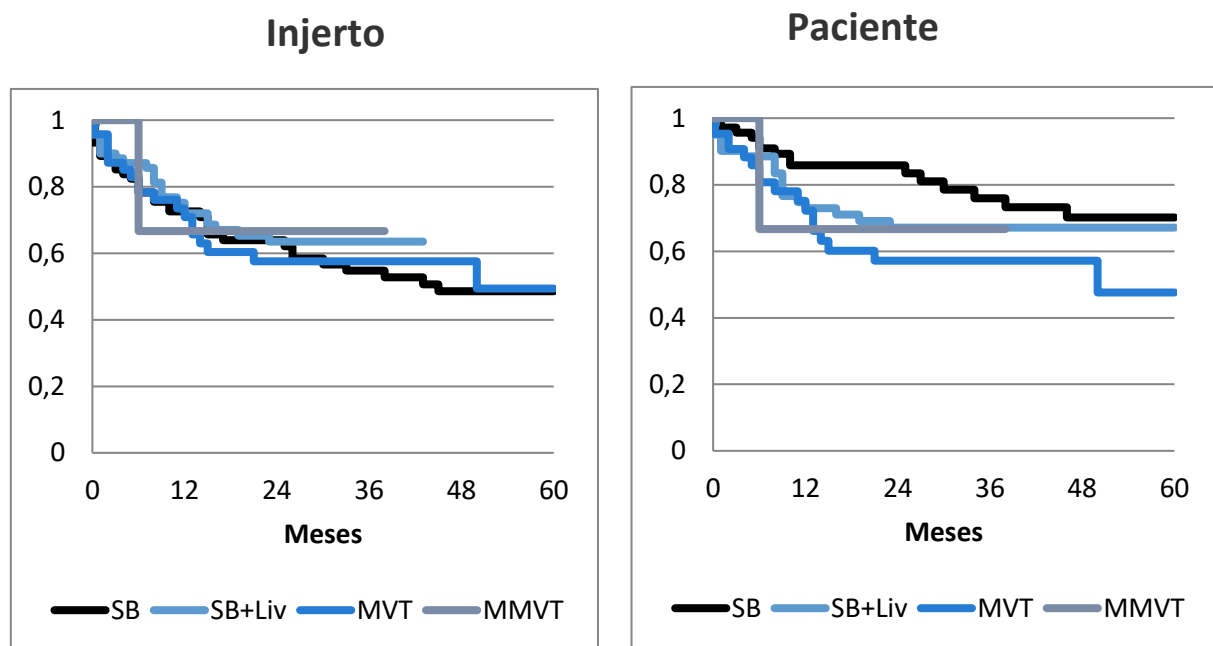 Injerto
1
0,8
0,6
0,4
0,2
0
0 12 24 36 48 60
Meses
SB SB+Liv MVT MMVT
Paciente
1
0,8
0,6
0,4
0,2
0
0 12 24 36 48 60
Meses
SB SB+Liv MVT MMVT